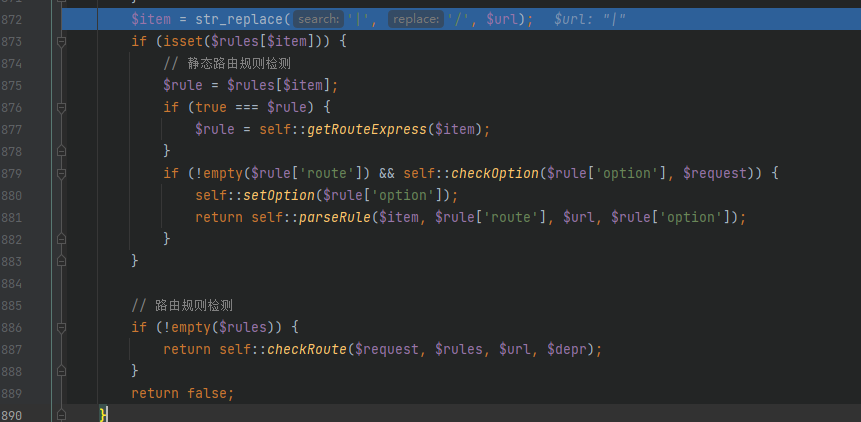 872 $item = str_replace( search: '|', replace: '/', $url); $url: "|"
873 if (isset($rules[$item])) {
874 // 静态路由规则检测
875 $rule = $rules[$item];
876 if (true === $rule) {
877 $rule = self::getRouteExpress($item);
878 }
879 if (!empty($rule['route']) && self::checkOption($rule['option'], $request)) {
880 self::setOption($rule['option']);
881 return self::parseRule($item, $rule['route'], $url, $rule['option']);
882 }
883 }
884
885 // 路由规则检测
886 if (!empty($rules)) {
887 return self::checkRoute($request, $rules, $url, $depr);
888 }
889 return false;
890 }